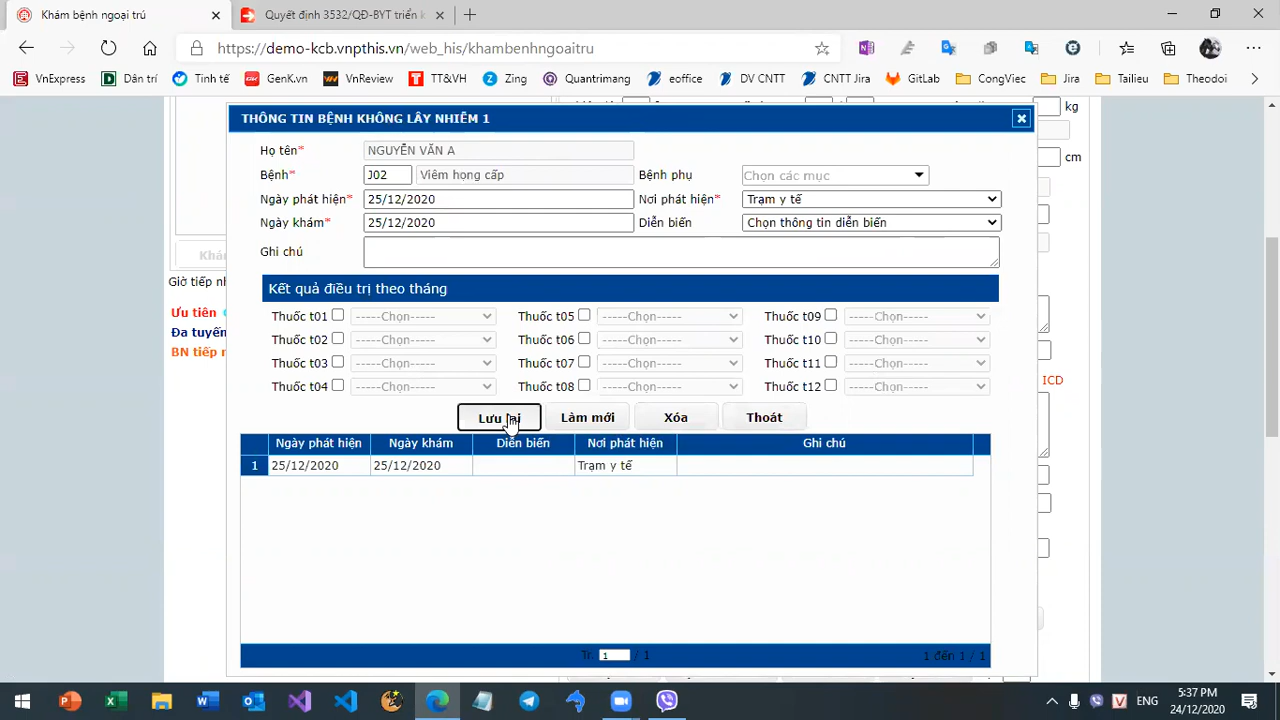 Khám bệnh ngoại trú
Quyết định 3532/QĐ-BYT triển k
https://demo-kcb.vnpthis.vn/web_his/khambenhngoaitru
VnExpress Dân trí Tinh tế GenK.vn VnReview TT&VH Zing Quantrimang eoffice DV CNTT CNTT Jira GitLab CongViec Jira Tailieu Theodoi
kg
THÔNG TIN BỆNH KHÔNG LÂY NHIỄM 1
Họ tên* NGUYỄN VĂN A
cm
Bệnh* J02 Viêm họng cấp Bệnh phụ Chọn các mục
Ngày phát hiện* 25/12/2020 Nơi phát hiện* Trạm y tế
Ngày khám* 25/12/2020 Diễn biến Chọn thông tin diễn biến
Ghi chú
Khá
Giờ tiếp nh
Kết quả điều trị theo tháng
Ưu tiên
Thuốc t01 -----Chọn----- Thuốc t05 -----Chọn----- Thuốc t09 -----Chọn-----
Đa tuyến
Thuốc t02 -----Chọn----- Thuốc t06 -----Chọn----- Thuốc t10 -----Chọn-----
BN tiếp n
Thuốc t03 -----Chọn----- Thuốc t07 -----Chọn----- Thuốc t11 -----Chọn-----
ICD
Thuốc t04 -----Chọn----- Thuốc t08 -----Chọn----- Thuốc t12 -----Chọn-----
Lưu lại Làm mới Xóa Thoát
Ngày phát hiện Ngày khám Diễn biến Nơi phát hiện Ghi chú
1 25/12/2020 25/12/2020 Trạm y tế
Tr. 1 / 1 1 đến 1 / 1
ENG
5:37 PM
24/12/2020